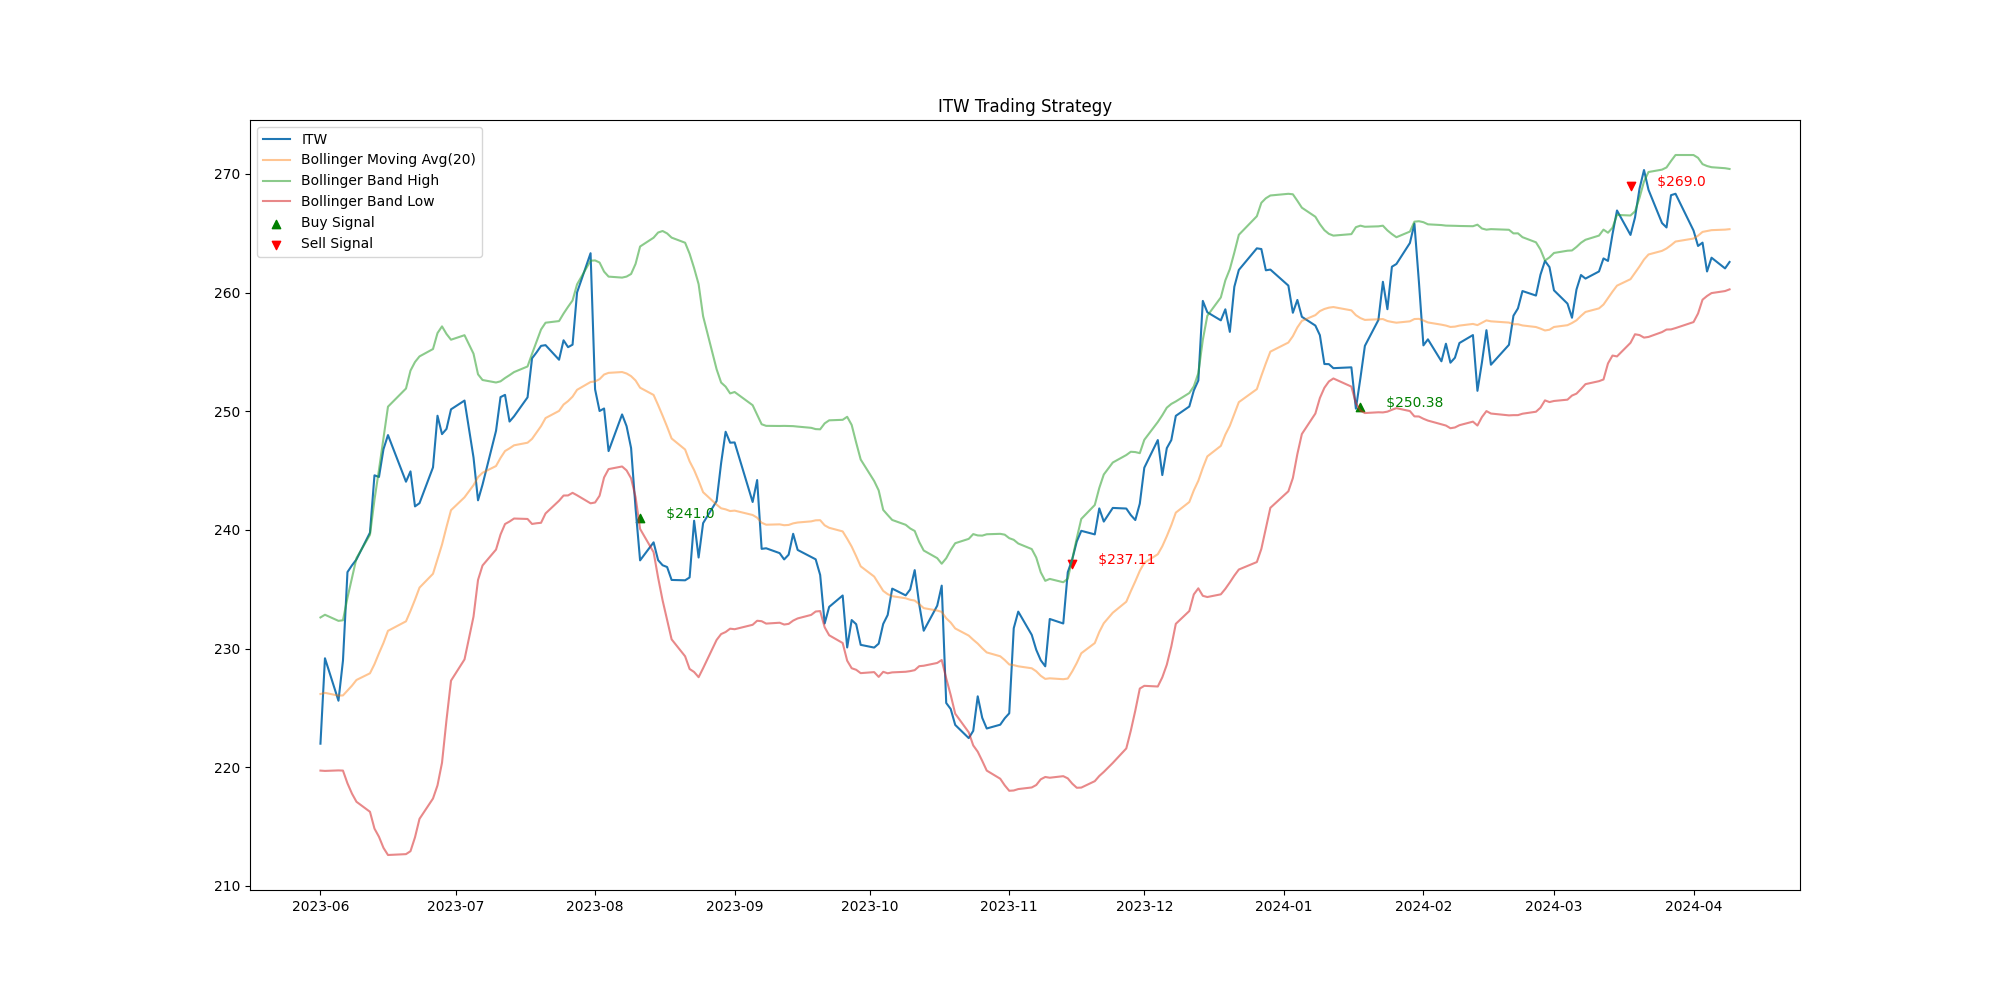 ITW Trading Strategy
ITW
Bollinger Moving Avg(20)
Bollinger Band High
Bollinger Band Low
Buy Signal
Sell Signal
270
260
250
240
230
220
210
$241.0
$237.11
$250.38
$269.0
2023-06 2023-07 2023-08 2023-09 2023-10 2023-11 2023-12 2024-01 2024-02 2024-03 2024-04